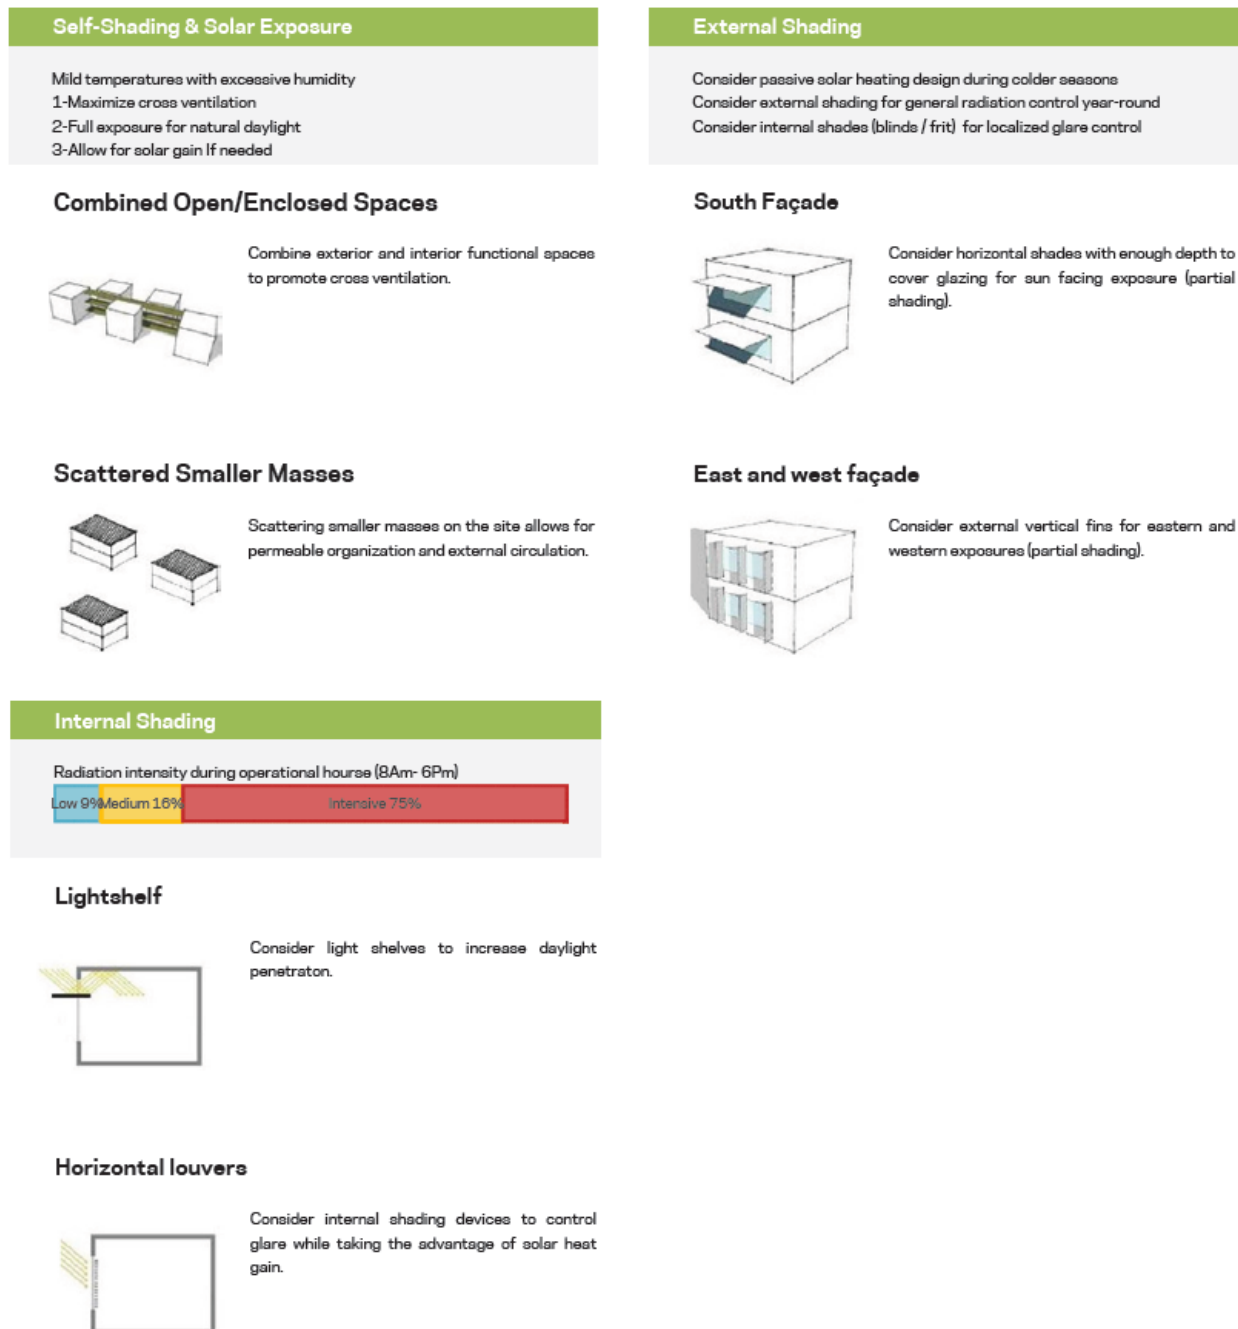 Self-Shading & Solar Exposure
Mild temperatures with excessive humidity
1-Maximize cross ventilation
2-Full exposure for natural daylight
3-Allow for solar gain If needed
Combined Open/Enclosed Spaces
Combine exterior and interior functional spaces
to promote cross ventilation.
Scattered Smaller Masses
Scattering smaller masses on the site allows for
permeable organization and external circulation.
External Shading
Consider passive solar heating design during colder seasons
Consider external shading for general radiation control year-round
Consider internal shades (blinds / frit) for localized glare control
South Façade
Consider horizontal shades with enough depth to
cover glazing for sun facing exposure (partial
shading).
East and west façade
Consider external vertical fins for eastern and
western exposures (partial shading).
Internal Shading
Radiation intensity during operational hourse (8Am- 6Pm)
Low 9% Medium 16% Intensive 75%
Lightshelf
Consider light shelves to increase daylight
penetraton.
Horizontal louvers
Consider internal shading devices to control
glare while taking the advantage of solar heat
gain.